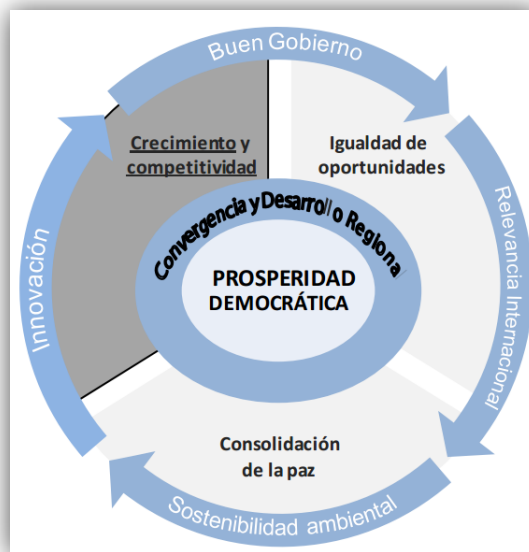 Buen Gobierno
Crecimiento y
competitividad
Igualdad de
oportunidades
Relevancia Internacional
Innovación
Convergencia y Desarrollo Regional
PROSPERIDAD
DEMOCRÁTICA
Consolidación
de la paz
Sostenibilidad ambiental